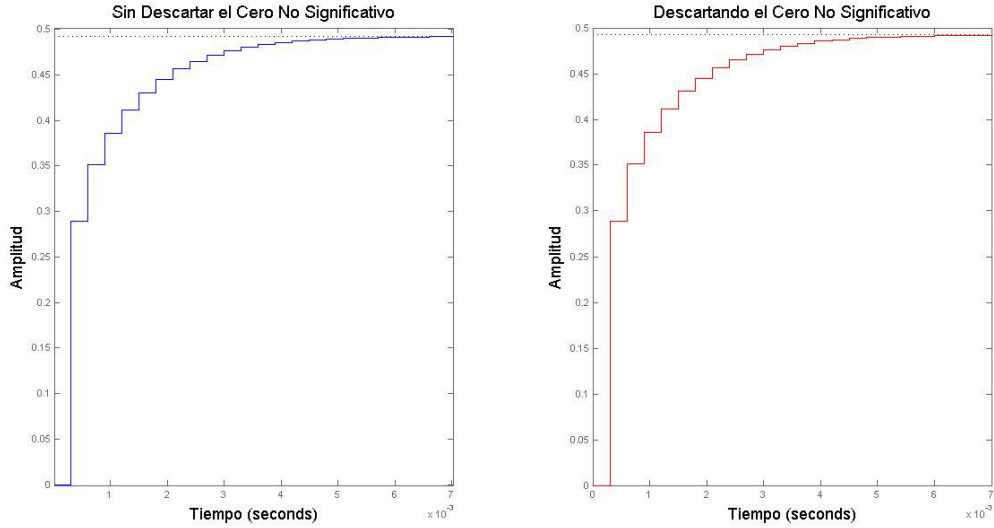 Sin Descartar el Cero No Significativo
0.5
0.45
0.4
0.35
0.3
0.25
0.2
0.15
0.1
0.05
0
Amplitud
1 2 3 4 5 6 7
x 10⁻³
Tiempo (seconds)
Descartando el Cero No Significativo
0.5
0.45
0.4
0.35
0.3
0.25
0.2
0.15
0.1
0.05
0
Amplitud
0 1 2 3 4 5 6 7
x 10⁻³
Tiempo (seconds)